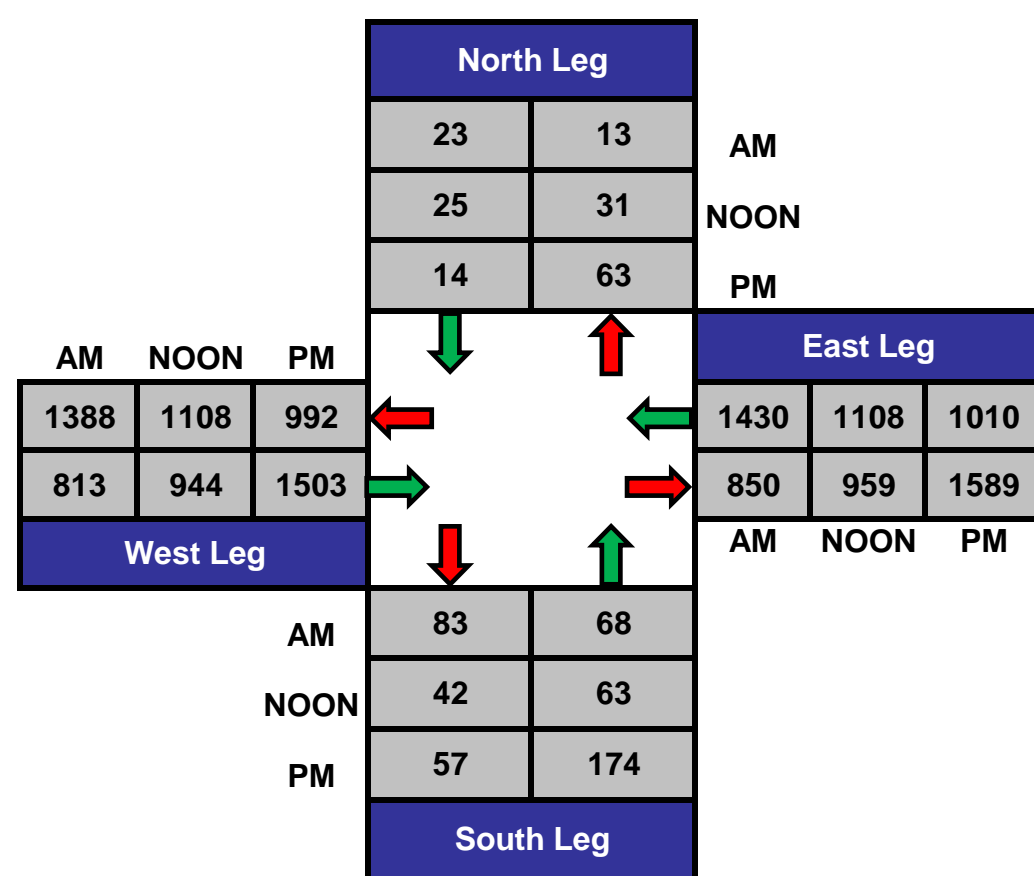 North Leg
23 13 AM
25 31 NOON
14 63 PM
East Leg
AM NOON PM
1388 1108 992 1430 1108 1010
813 944 1503 850 959 1589
West Leg AM NOON PM
AM 83 68
NOON 42 63
PM 57 174
South Leg